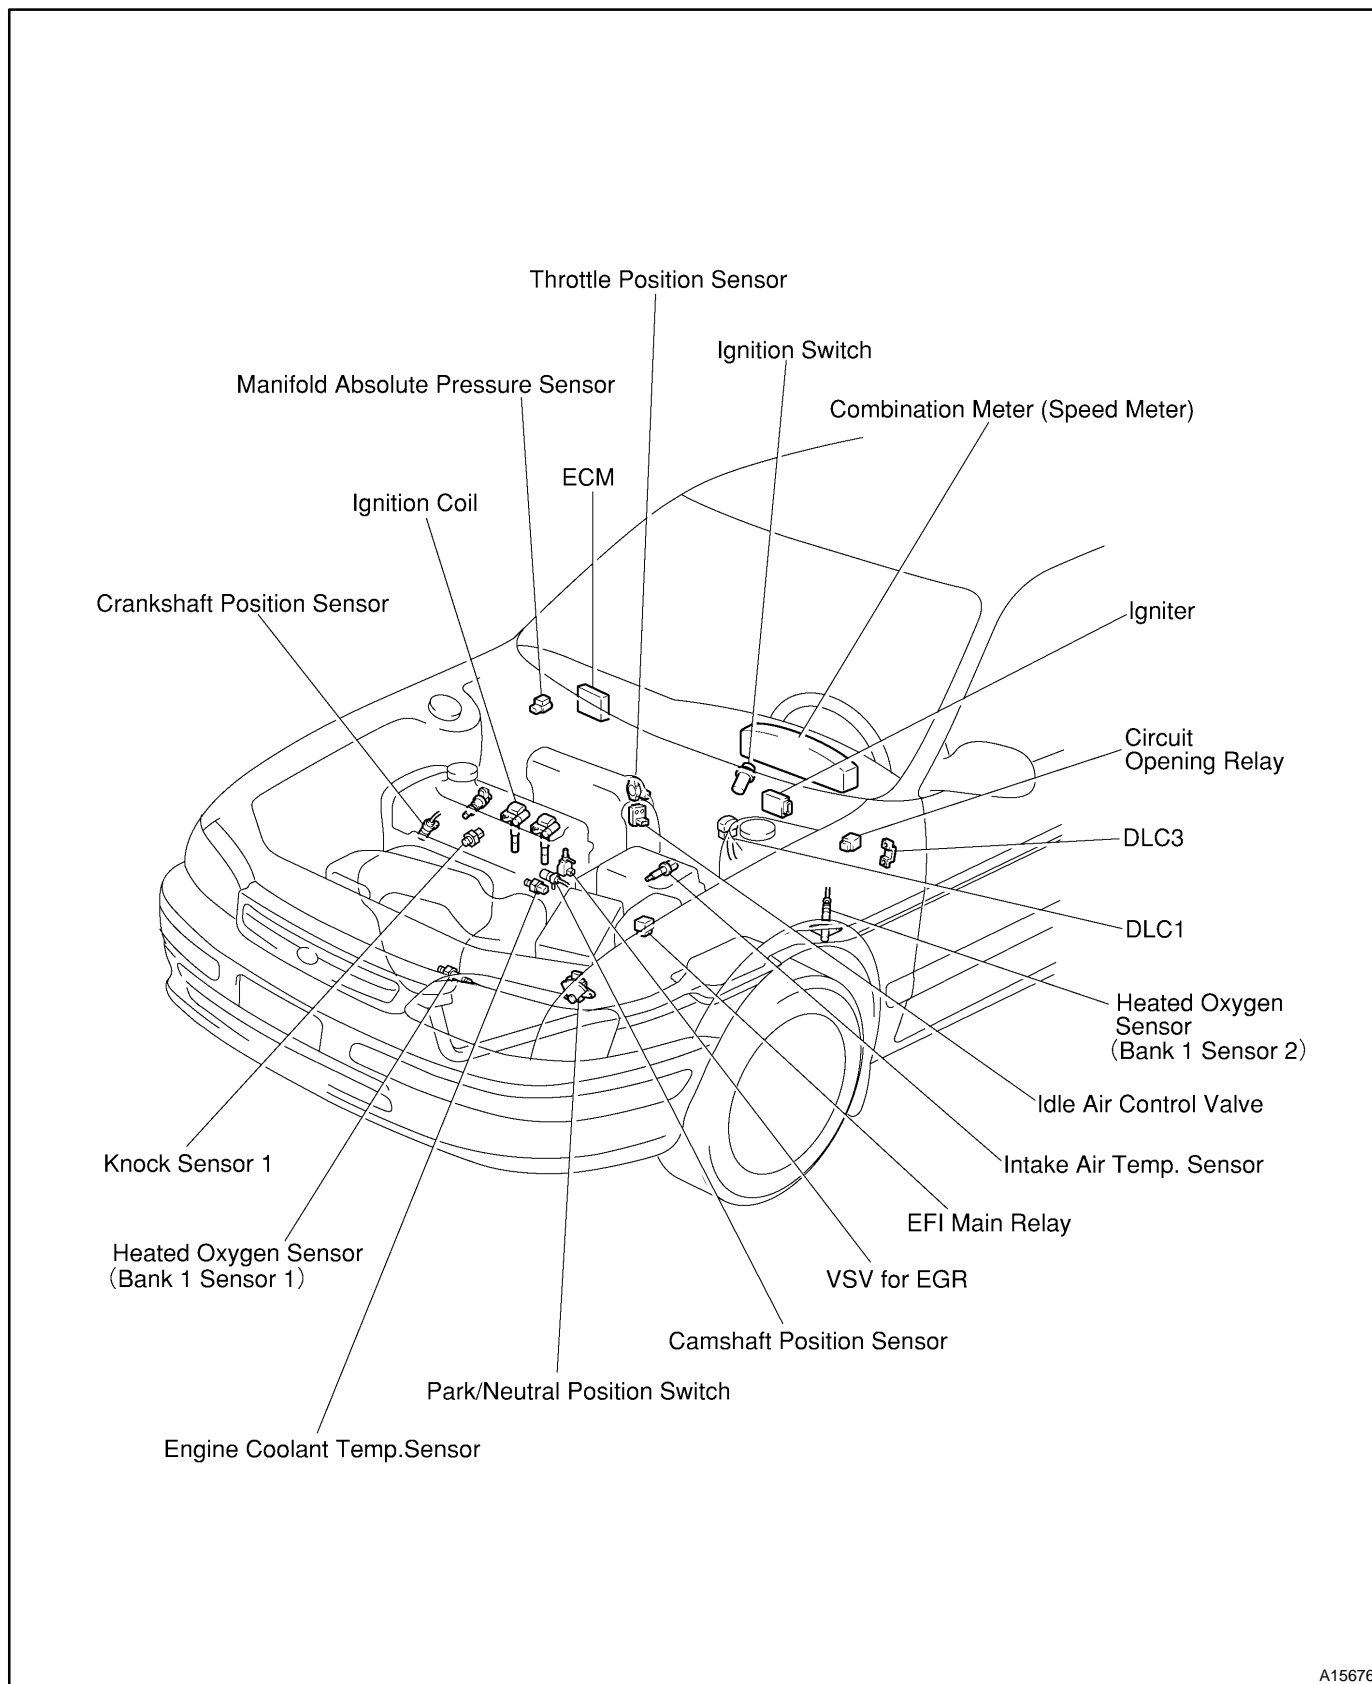 Throttle Position Sensor
Ignition Switch
Manifold Absolute Pressure Sensor
Combination Meter (Speed Meter)
ECM
Ignition Coil
Crankshaft Position Sensor
Igniter
Circuit
Opening Relay
DLC3
DLC1
Heated Oxygen
Sensor
(Bank 1 Sensor 2)
Idle Air Control Valve
Knock Sensor 1
Intake Air Temp. Sensor
EFI Main Relay
Heated Oxygen Sensor
(Bank 1 Sensor 1)
VSV for EGR
Camshaft Position Sensor
Park/Neutral Position Switch
Engine Coolant Temp.Sensor
A15676